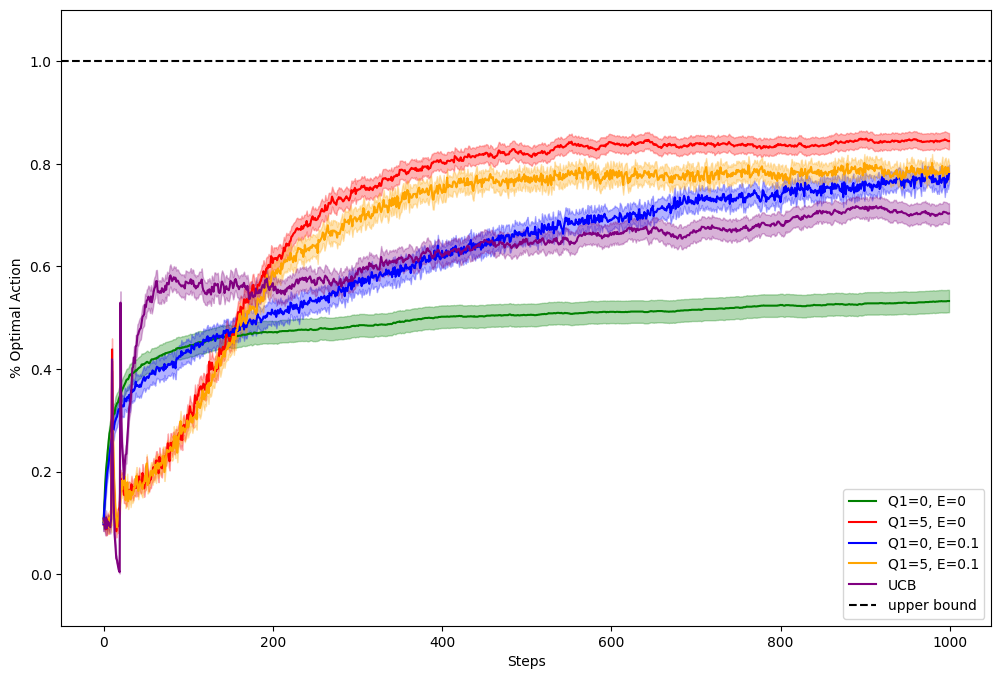 % Optimal Action
1.0
0.8
0.6
0.4
0.2
0.0
0 200 400 600 800 1000
Steps
Q1=0, E=0
Q1=5, E=0
Q1=0, E=0.1
Q1=5, E=0.1
UCB
upper bound